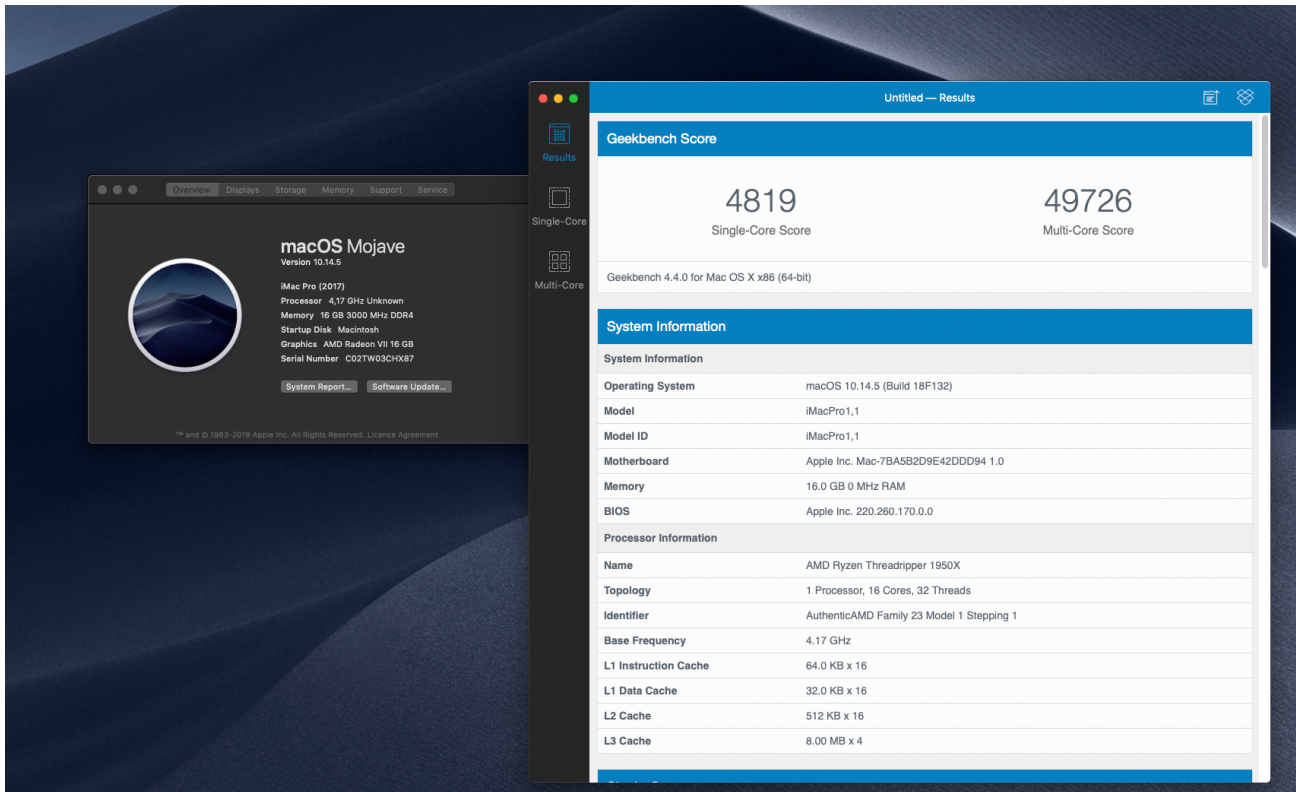 Overview Displays Storage Memory Support Service
macOS Mojave
Version 10.14.5
iMac Pro (2017)
Processor 4,17 GHz Unknown
Memory 16 GB 3000 MHz DDR4
Startup Disk Macintosh
Graphics AMD Radeon VII 16 GB
Serial Number C02TW03CHX87
System Report... Software Update...
™ and © 1983-2019 Apple Inc. All Rights Reserved. Licence Agreement
Untitled — Results
Results
Single-Core
Multi-Core
Geekbench Score
4819 49726
Single-Core Score Multi-Core Score
Geekbench 4.4.0 for Mac OS X x86 (64-bit)
System Information
System Information
Operating System macOS 10.14.5 (Build 18F132)
Model iMacPro1,1
Model ID iMacPro1,1
Motherboard Apple Inc. Mac-7BA5B2D9E42DDD94 1.0
Memory 16.0 GB 0 MHz RAM
BIOS Apple Inc. 220.260.170.0.0
Processor Information
Name AMD Ryzen Threadripper 1950X
Topology 1 Processor, 16 Cores, 32 Threads
Identifier AuthenticAMD Family 23 Model 1 Stepping 1
Base Frequency 4.17 GHz
L1 Instruction Cache 64.0 KB x 16
L1 Data Cache 32.0 KB x 16
L2 Cache 512 KB x 16
L3 Cache 8.00 MB x 4